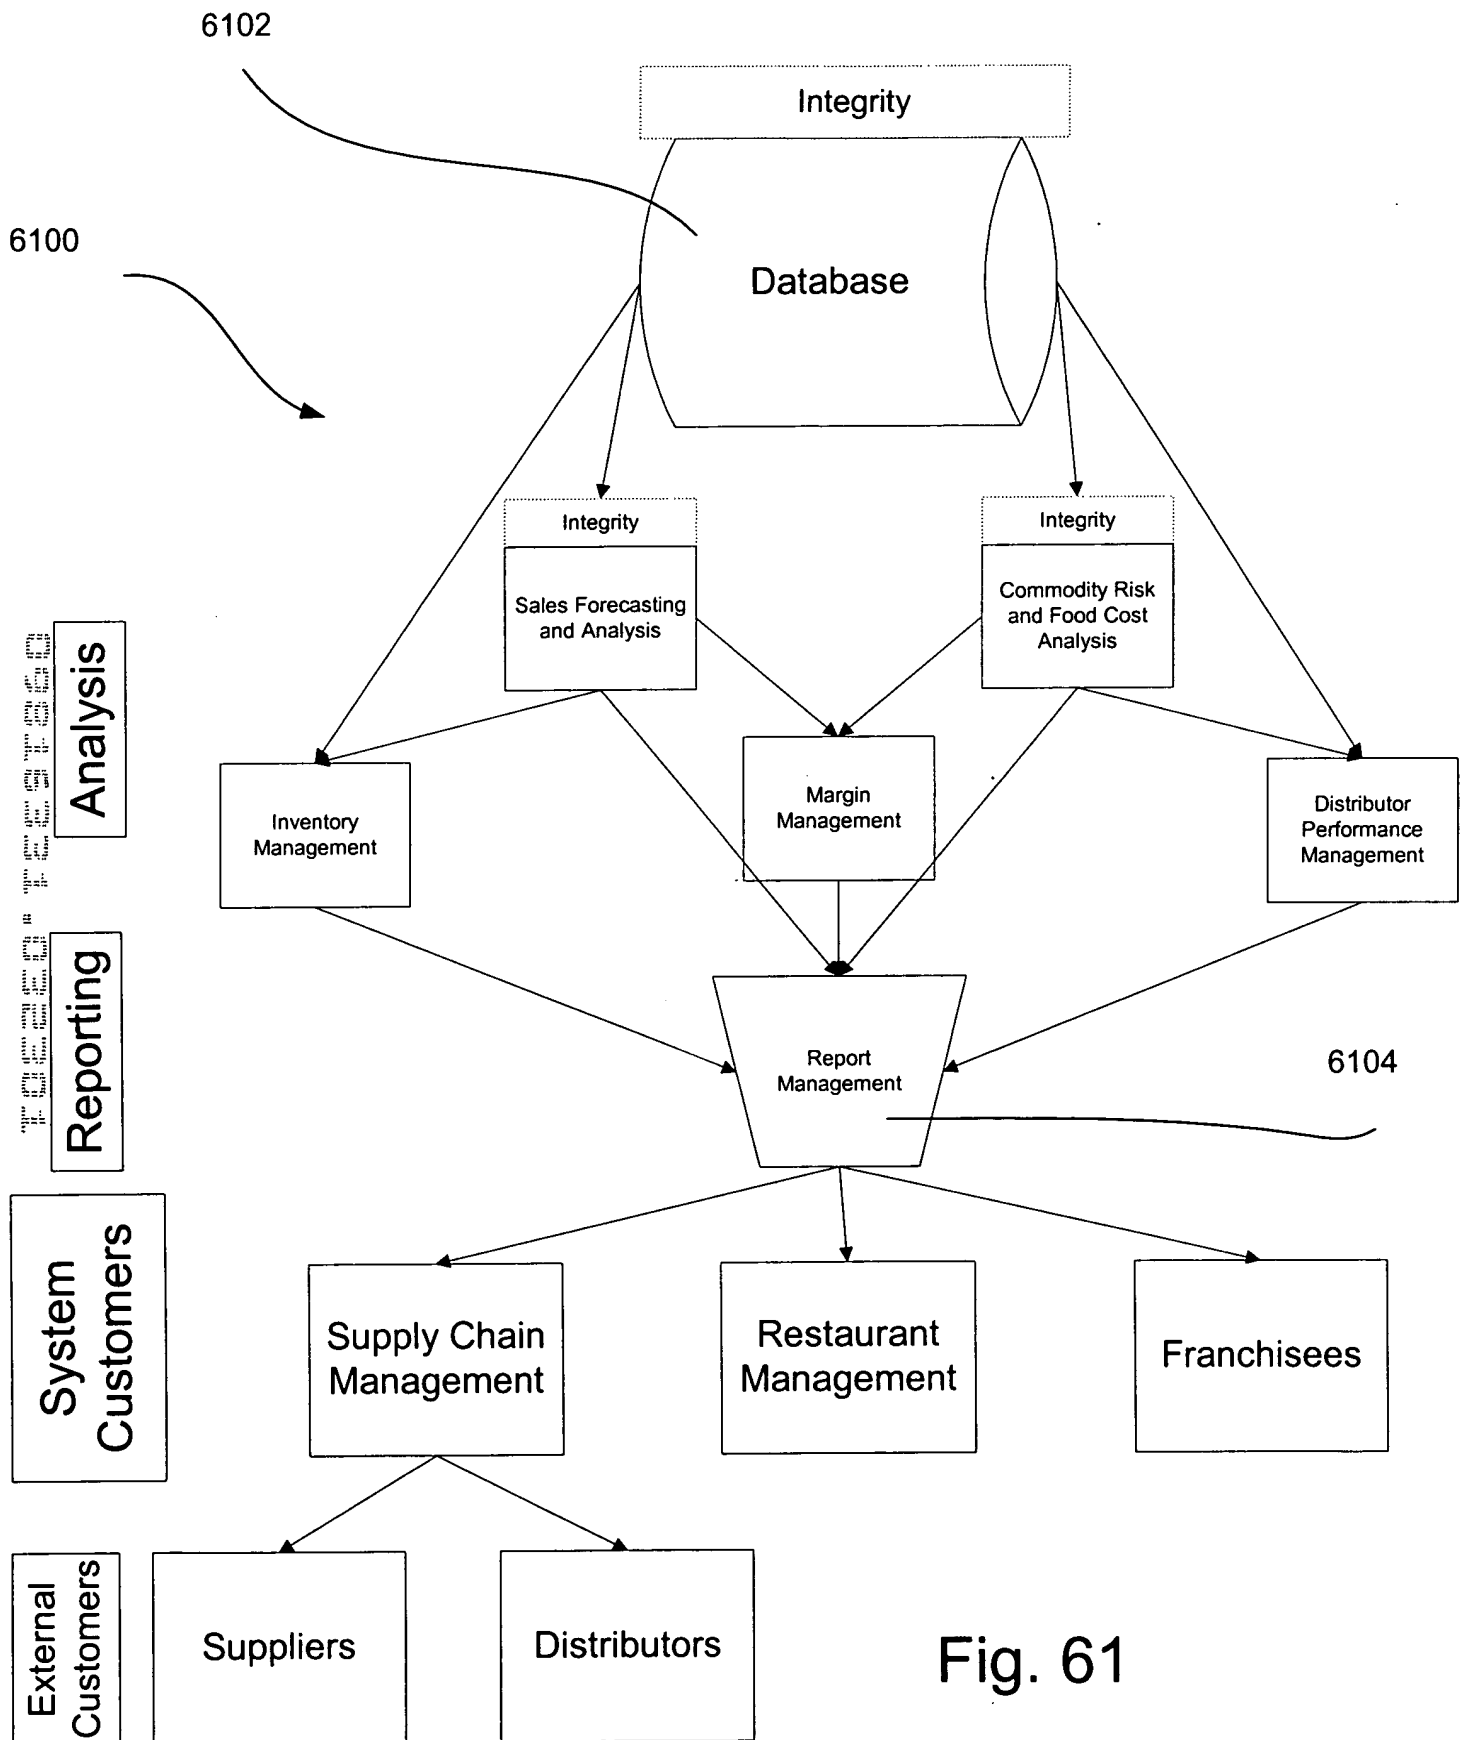 6102
Integrity
6100
Database
Integrity
Integrity
Sales Forecasting
and Analysis
Commodity Risk
and Food Cost
Analysis
Analysis
Inventory
Management
Margin
Management
Distributor
Performance
Management
Reporting
Report
Management
6104
System
Customers
Supply Chain
Management
Restaurant
Management
Franchisees
External
Customers
Suppliers
Distributors
Fig. 61